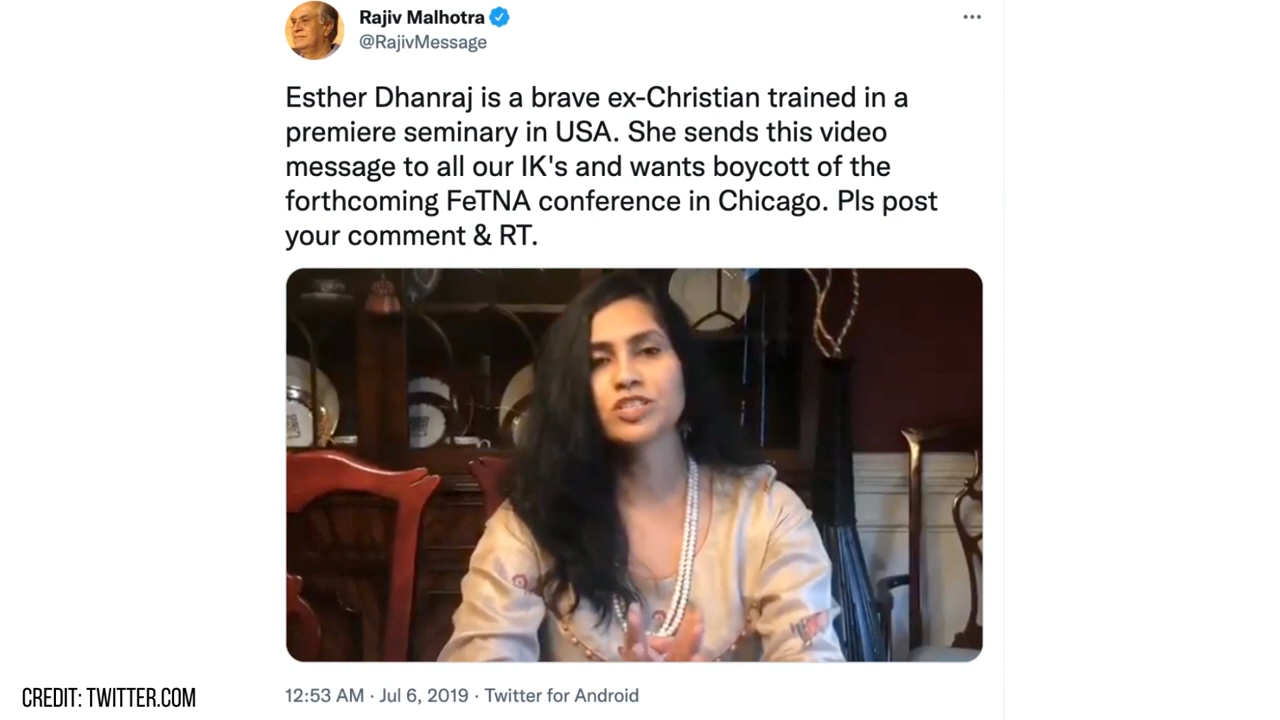 Rajiv Malhotra
@RajivMessage
Esther Dhanraj is a brave ex-Christian trained in a
premiere seminary in USA. She sends this video
message to all our IK's and wants boycott of the
forthcoming FeTNA conference in Chicago. Pls post
your comment & RT.
12:53 AM · Jul 6, 2019 · Twitter for Android
CREDIT: TWITTER.COM